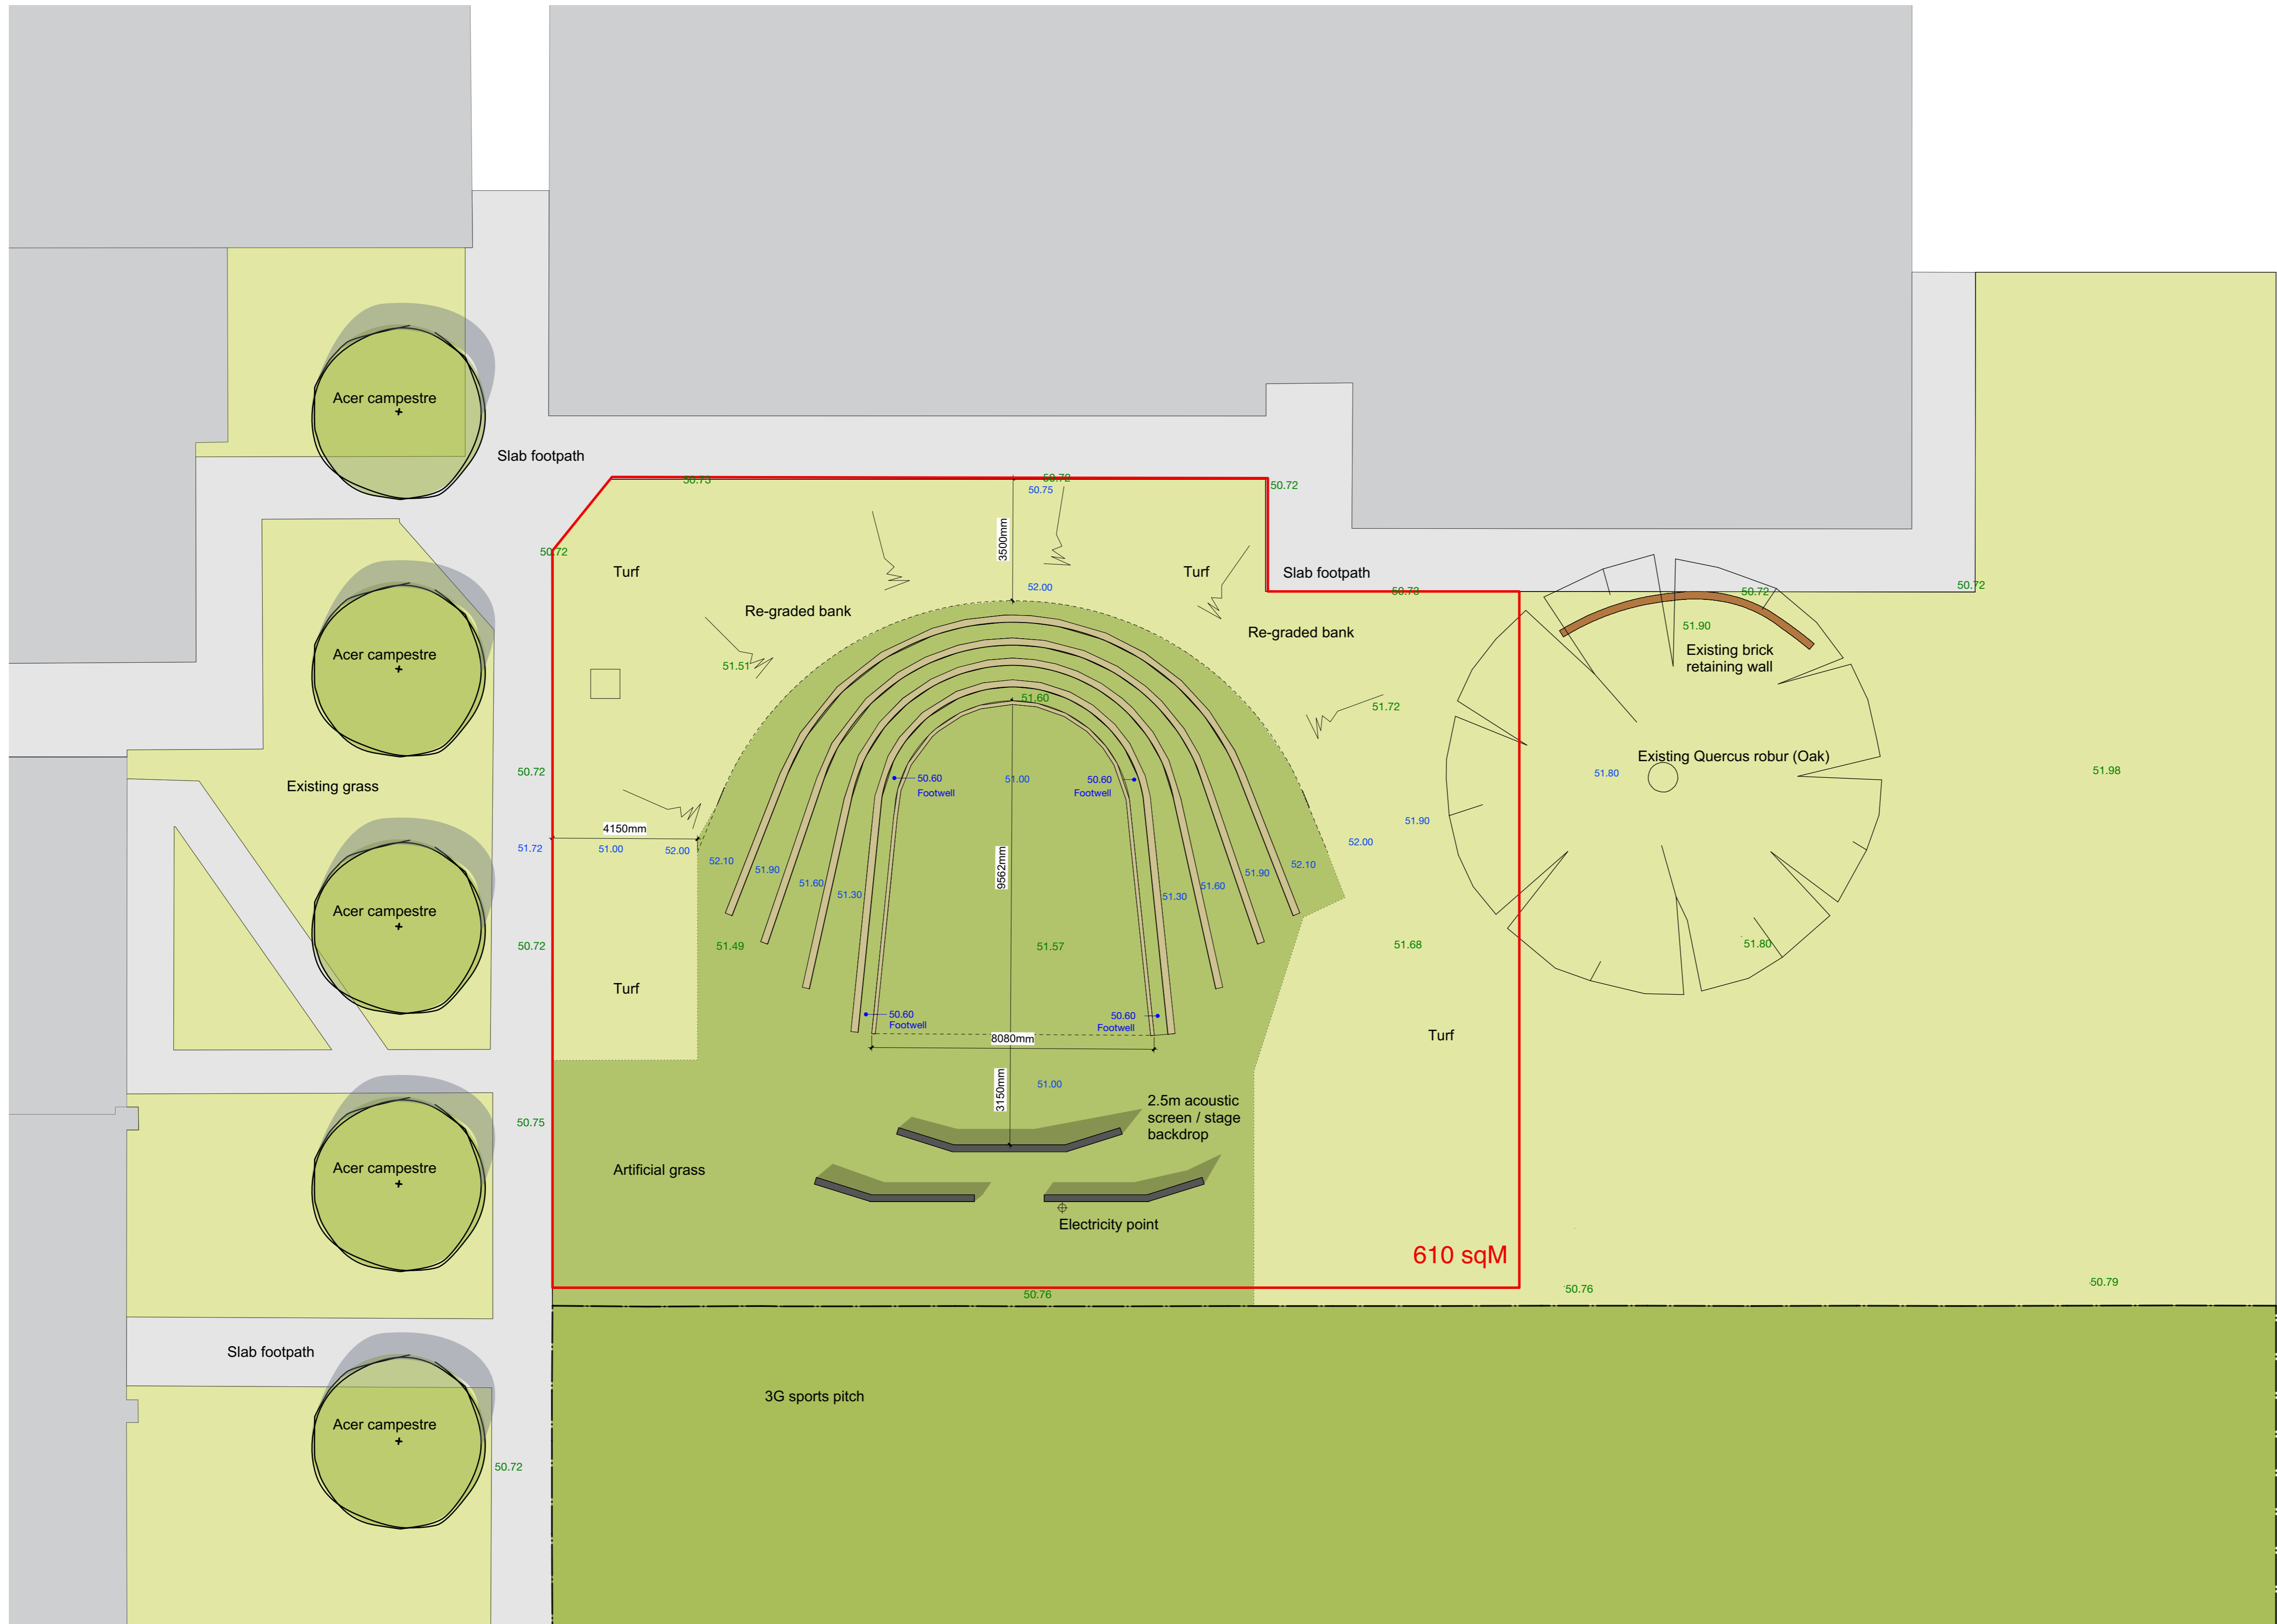 Acer campestre
Slab footpath
50.73
50.72
50.75
50.72
3500mm
50.72
Turf
Turf
Slab footpath
52.00
50.73
50.72
50.72
Re-graded bank
Re-graded bank
51.90
Existing brick
retaining wall
Acer campestre
51.51
51.60
51.72
Existing Quercus robur (Oak)
50.72
50.60
Footwell
51.00
50.60
Footwell
51.80
51.98
Existing grass
4150mm
51.72
51.00
52.00
52.10
51.90
51.60
51.30
9562mm
51.30
51.60
51.90
52.10
52.00
51.90
Acer campestre
50.72
51.49
51.57
51.68
51.80
Turf
50.60
Footwell
50.60
Footwell
8080mm
Turf
3150mm
51.00
50.75
2.5m acoustic
screen / stage
backdrop
Acer campestre
Artificial grass
Electricity point
610 sqM
50.76
50.76
50.79
Slab footpath
3G sports pitch
Acer campestre
50.72